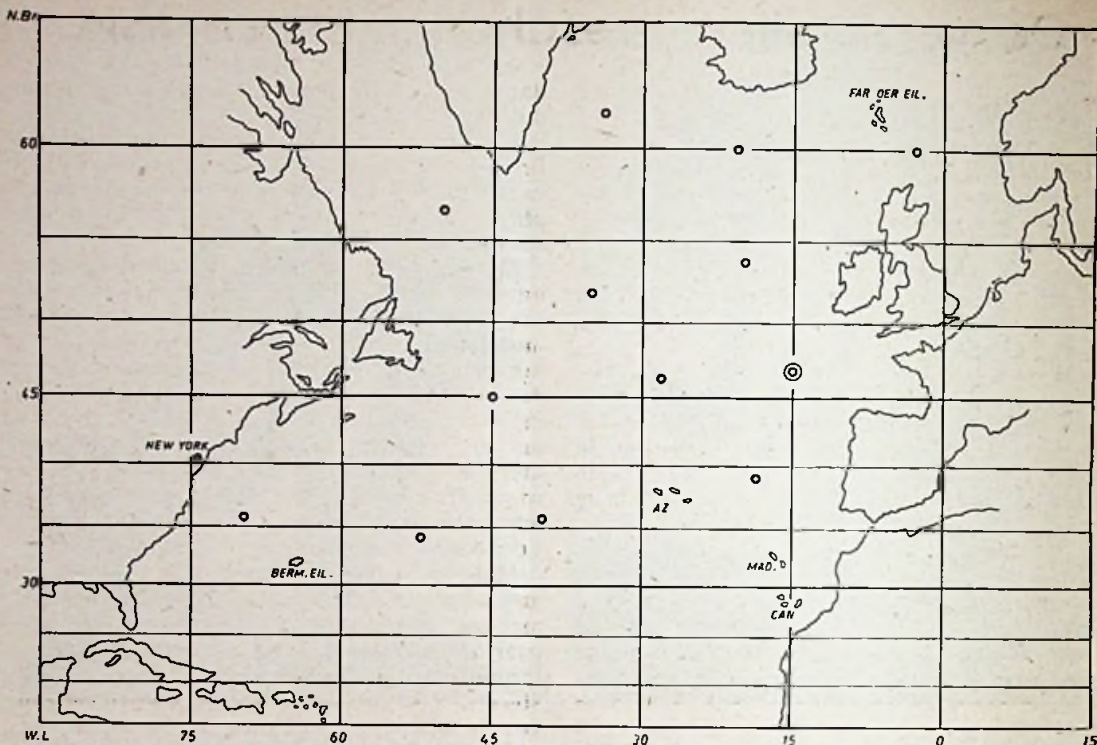 N.Br.
FAR OER EIL.
60
45
NEW YORK
AZ
MAD.
BERM. EIL.
30
CAN
W.L 75 60 45 30 15 0 15